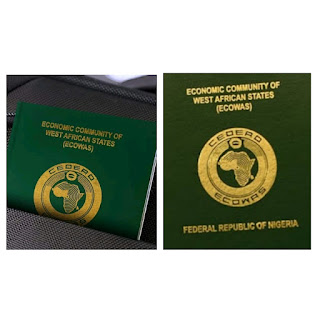 ECONOMIC COMMUNITY OF
WEST AFRICAN STATES
(ECOWAS)
CEDEAO
ECOWAS
ECONOMIC COMMUNITY OF
WEST AFRICAN STATES
(ECOWAS)
CEDEAO
ECOWAS
FEDERAL REPUBLIC OF NIGERIA